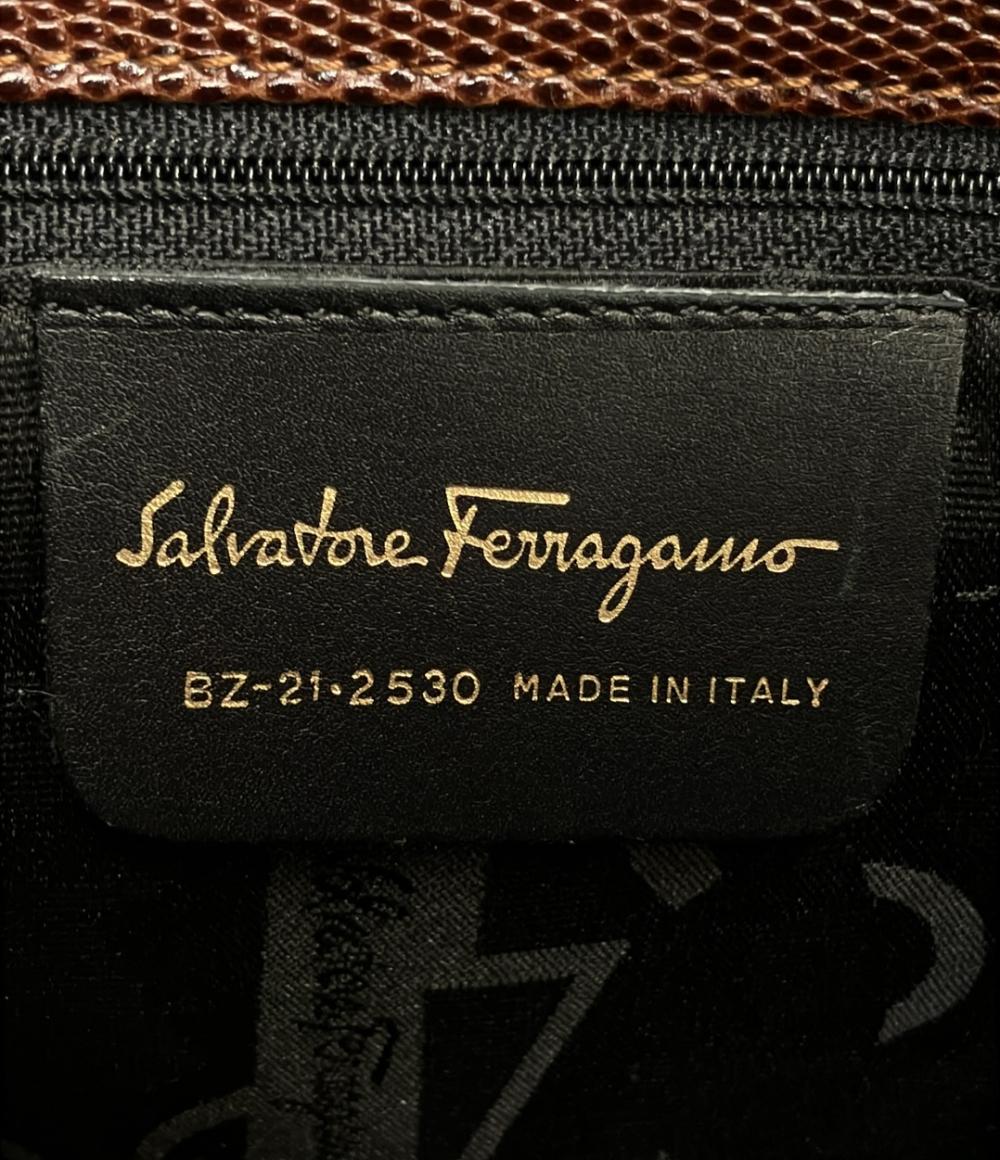 Salvatore Ferragamo
BZ-21·2530 MADE IN ITALY